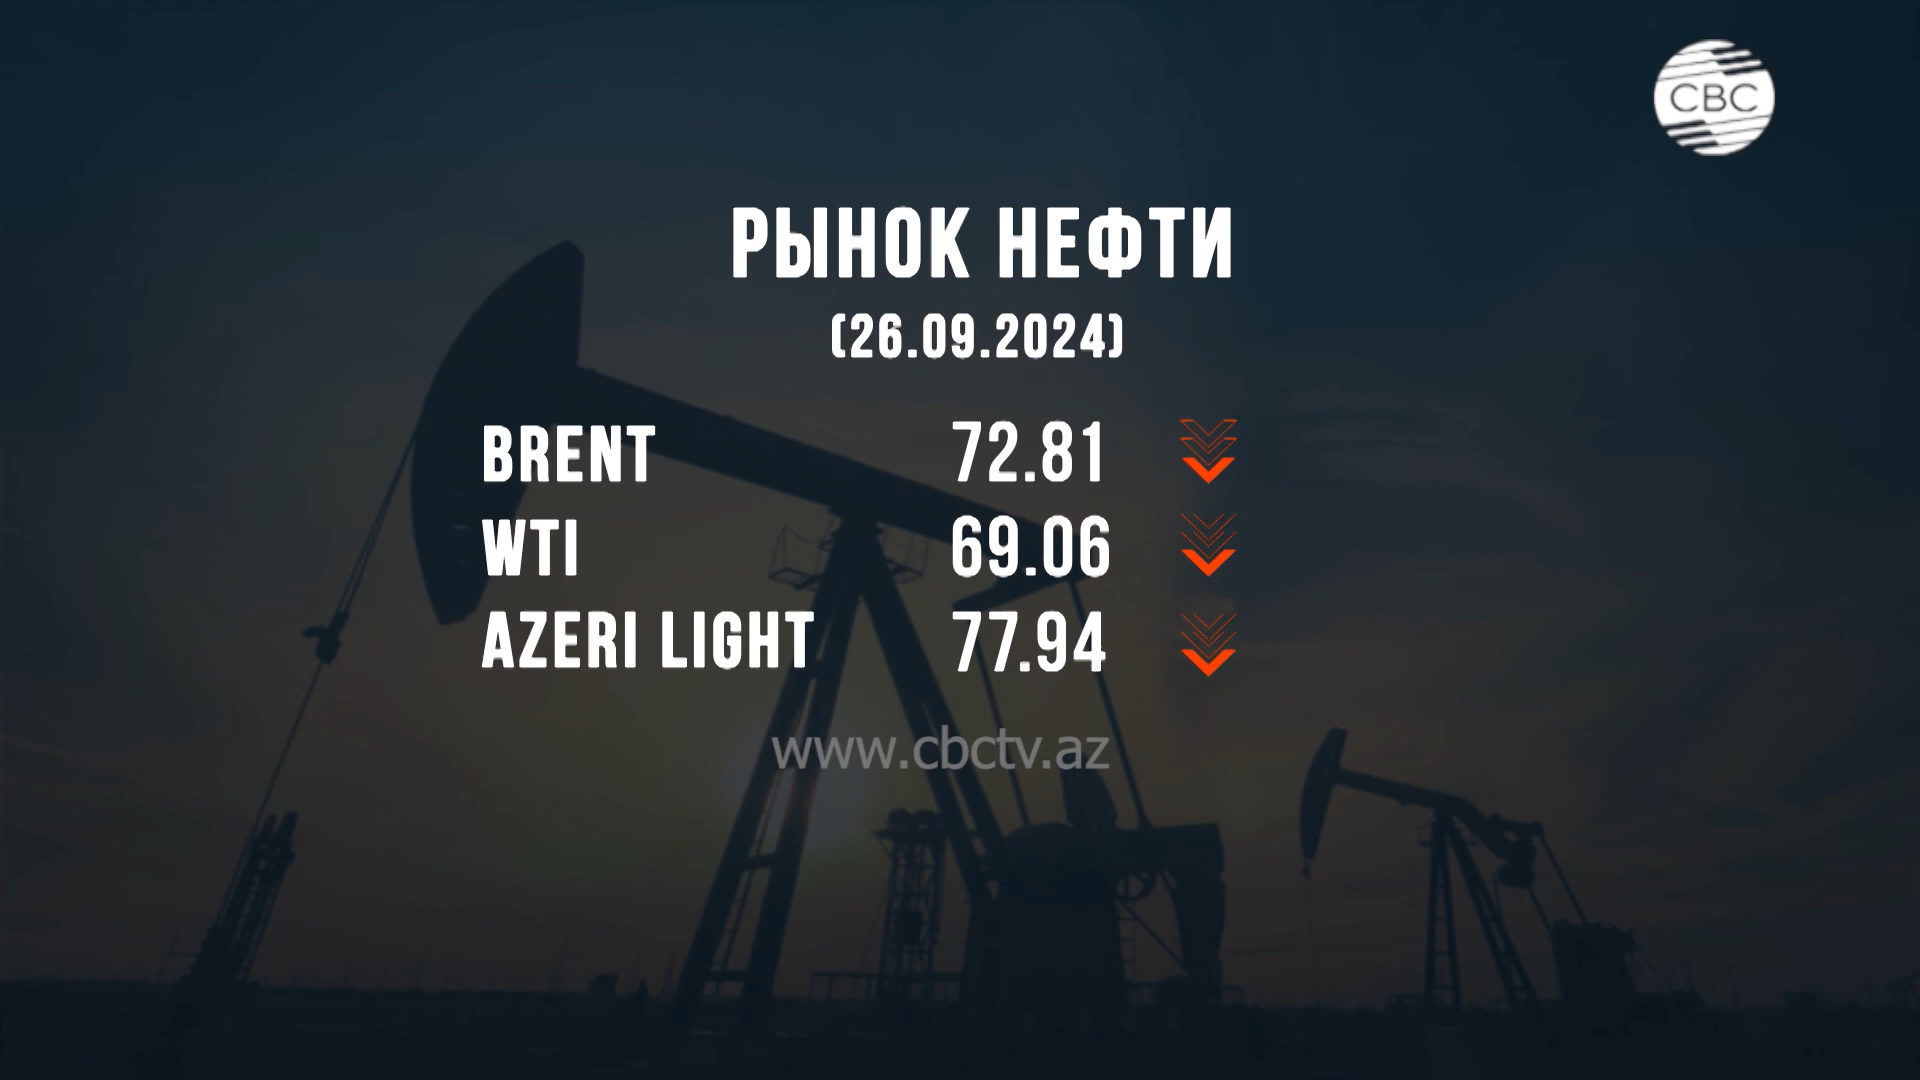 CBC
РЫНОК НЕФТИ
(26.09.2024)
BRENT 72.81
WTI 69.06
AZERI LIGHT 77.94
www.cbctv.az